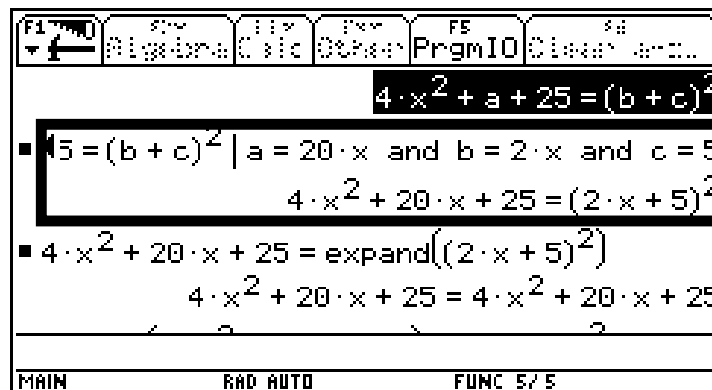 F1 F5
Algebra Calc Other PrgmIO Clean
4·x² + a + 25 = (b + c)²
5 = (b + c)² | a = 20·x and b = 2·x and c = 5
4·x² + 20·x + 25 = (2·x + 5)²
4·x² + 20·x + 25 = expand((2·x + 5)²)
4·x² + 20·x + 25 = 4·x² + 20·x + 25
MAIN RAD AUTO FUNC 5/5